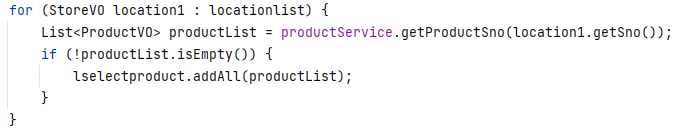 for (StoreVO location1 : locationlist) {
    List<ProductVO> productList = productService.getProductSno(location1.getSno());
    if (!productList.isEmpty()) {
        lselectproduct.addAll(productList);
    }
}